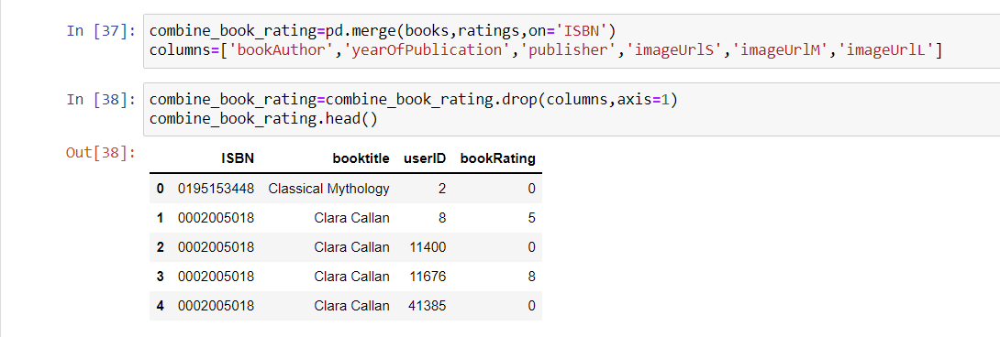 In [37]: combine_book_rating=pd.merge(books,ratings,on='ISBN')
columns=['bookAuthor','yearOfPublication','publisher','imageUrlS','imageUrlM','imageUrlL']
In [38]: combine_book_rating=combine_book_rating.drop(columns,axis=1)
combine_book_rating.head()
Out[38]:
ISBN booktitle userID bookRating
0 0195153448 Classical Mythology 2 0
1 0002005018 Clara Callan 8 5
2 0002005018 Clara Callan 11400 0
3 0002005018 Clara Callan 11676 8
4 0002005018 Clara Callan 41385 0